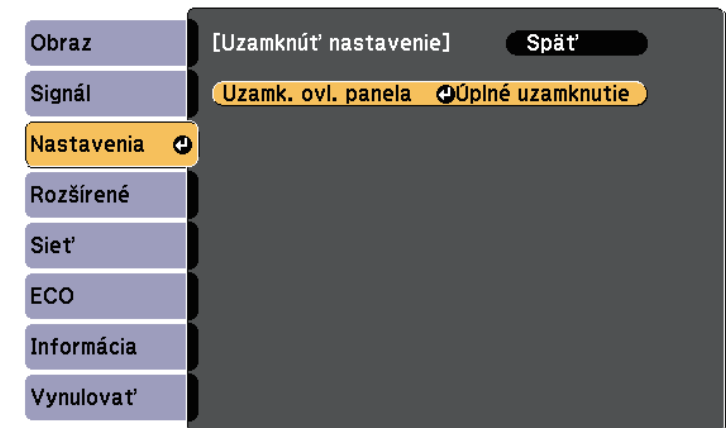 Obraz
Signál
Nastavenia
Rozšírené
Sieť
ECO
Informácia
Vynulovať
[Uzamknúť nastavenie] Späť
Uzamk. ovl. panela Úplné uzamknutie